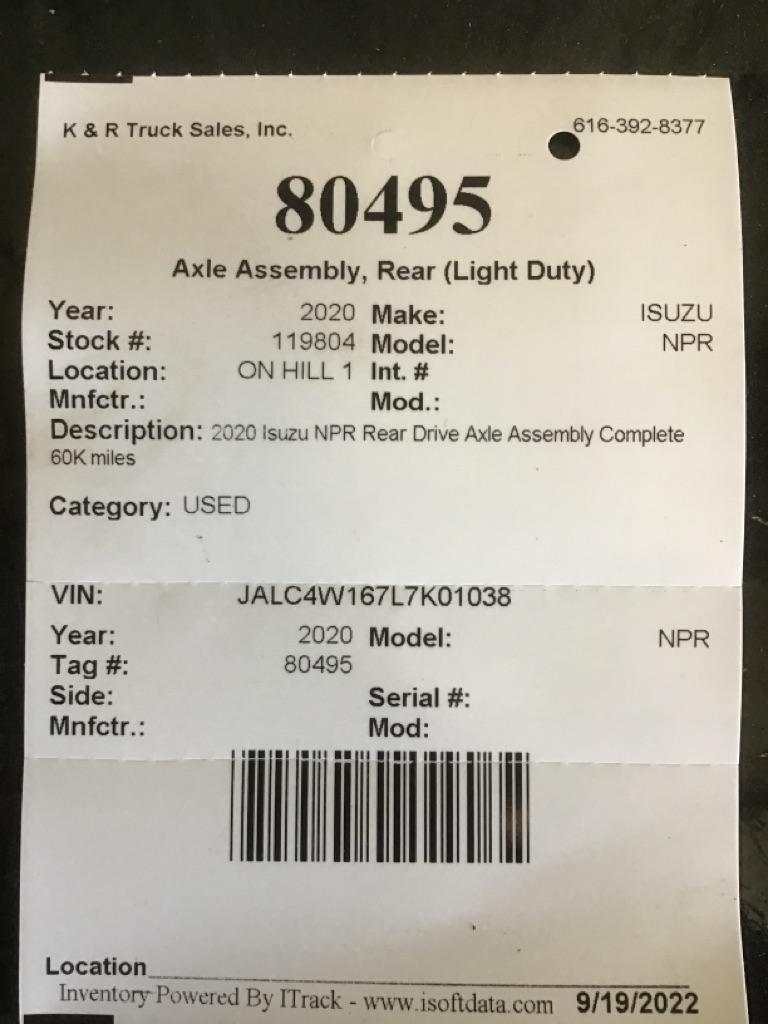 K & R Truck Sales, Inc. 616-392-8377
80495
Axle Assembly, Rear (Light Duty)
Year: 2020 Make: ISUZU
Stock #: 119804 Model: NPR
Location: ON HILL 1 Int. #
Mnfctr.: Mod.:
Description: 2020 Isuzu NPR Rear Drive Axle Assembly Complete
60K miles
Category: USED
VIN: JALC4W167L7K01038
Year: 2020 Model: NPR
Tag #: 80495
Side: Serial #:
Mnfctr.: Mod:
Location
Inventory Powered By ITrack - www.isoftdata.com 9/19/2022